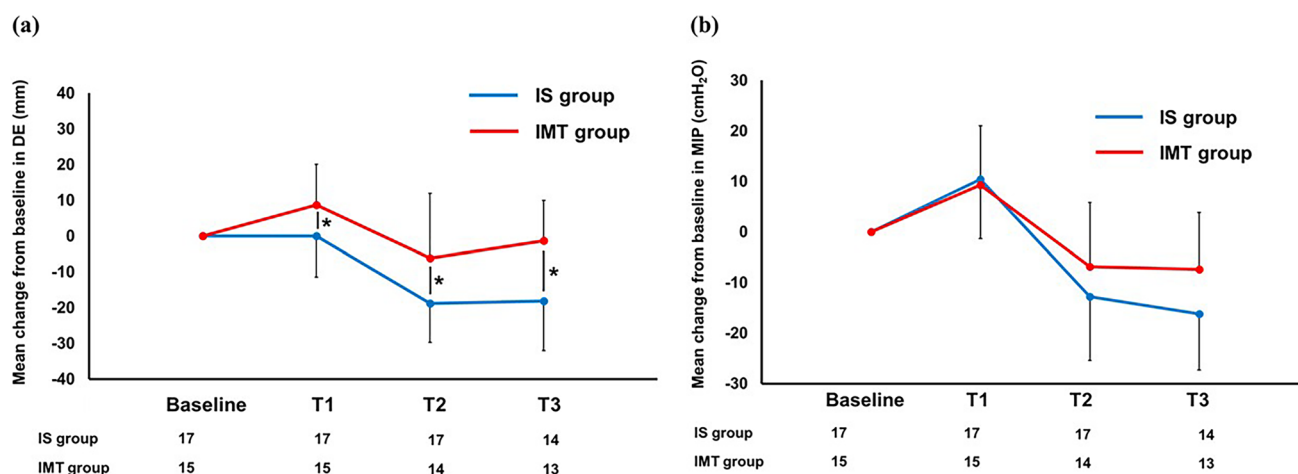 (a)
Mean change from baseline in DE (mm)
40
30
20
10
0
-10
-20
-30
-40
IS group
IMT group
*
*
*
Baseline T1 T2 T3
IS group 17 17 17 14
IMT group 15 15 14 13
(b)
Mean change from baseline in MIP (cmH₂O)
30
20
10
0
-10
-20
-30
IS group
IMT group
Baseline T1 T2 T3
IS group 17 17 17 14
IMT group 15 15 14 13